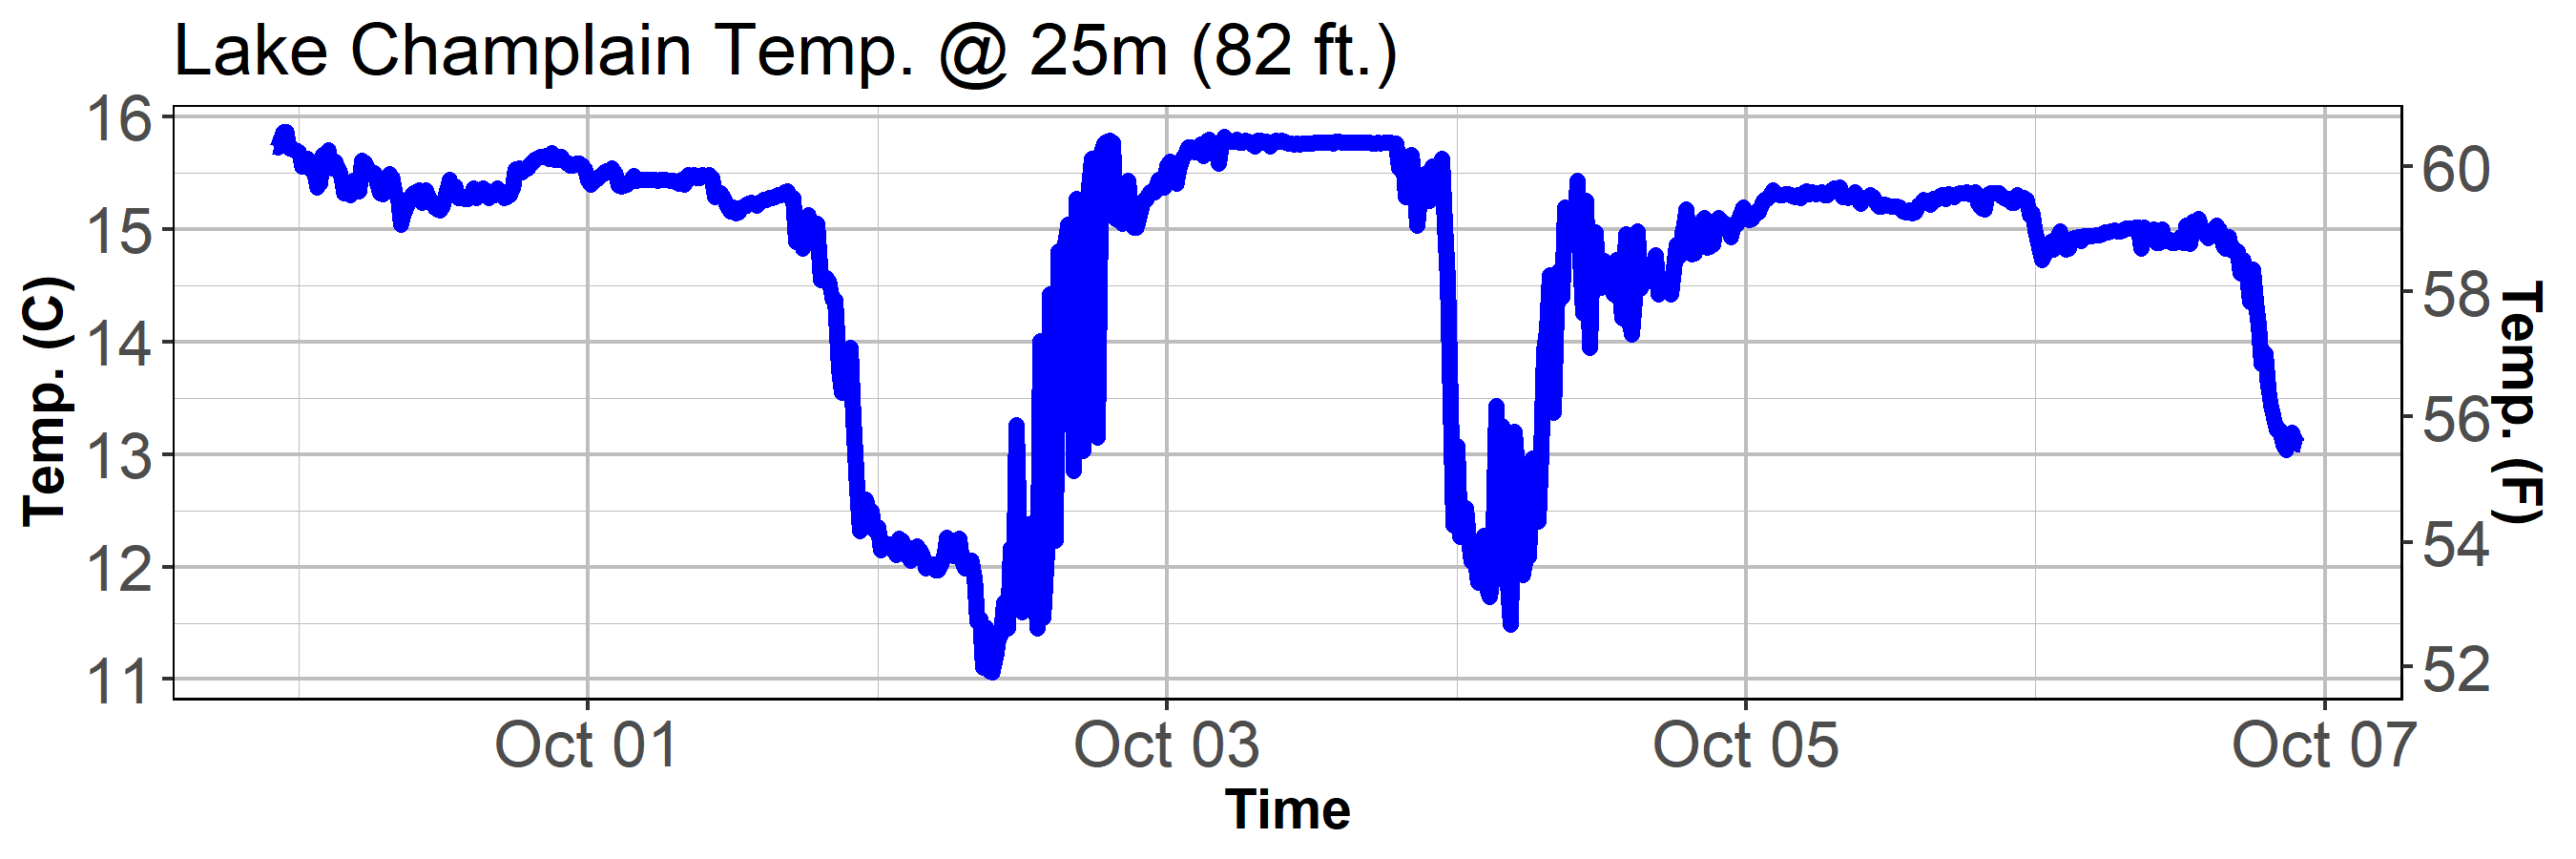 Lake Champlain Temp. @ 25m (82 ft.)
16
15
14
13
12
11
Temp. (C)
60
58
56
54
52
Temp. (F)
Oct 01 Oct 03 Oct 05 Oct 07
Time